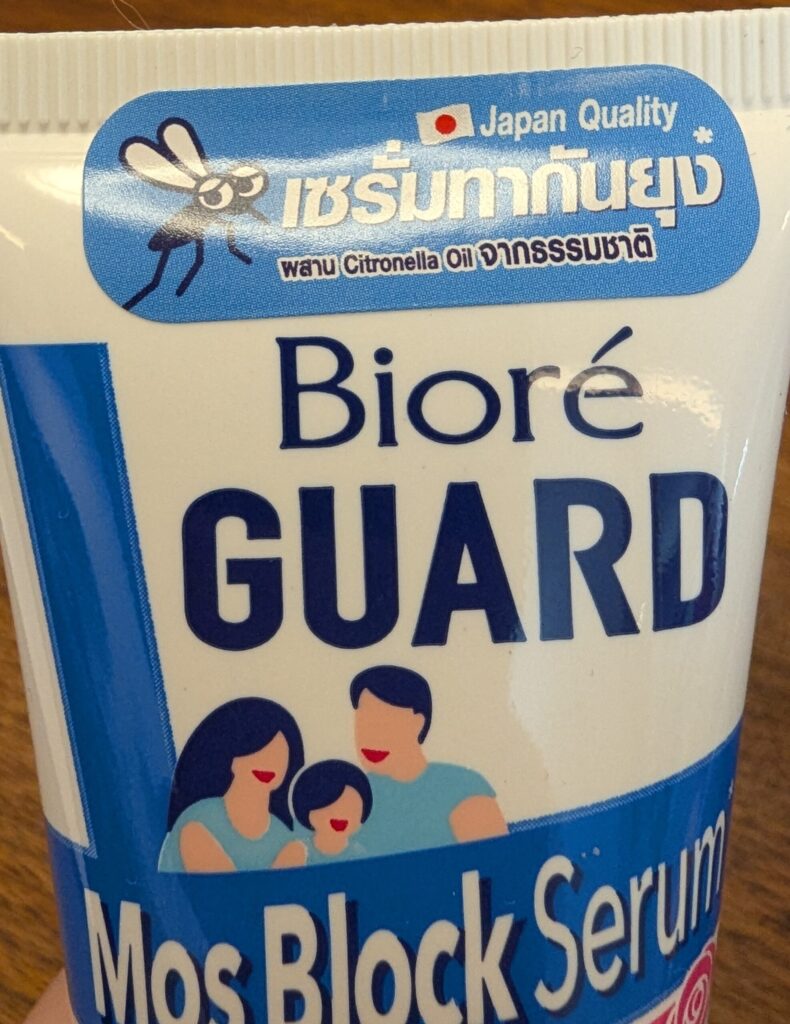 Japan Quality
เซรั่มทากันยุง*
ผสาน Citronella Oil จากธรรมชาติ
Bioré
GUARD
Mos Block Serum